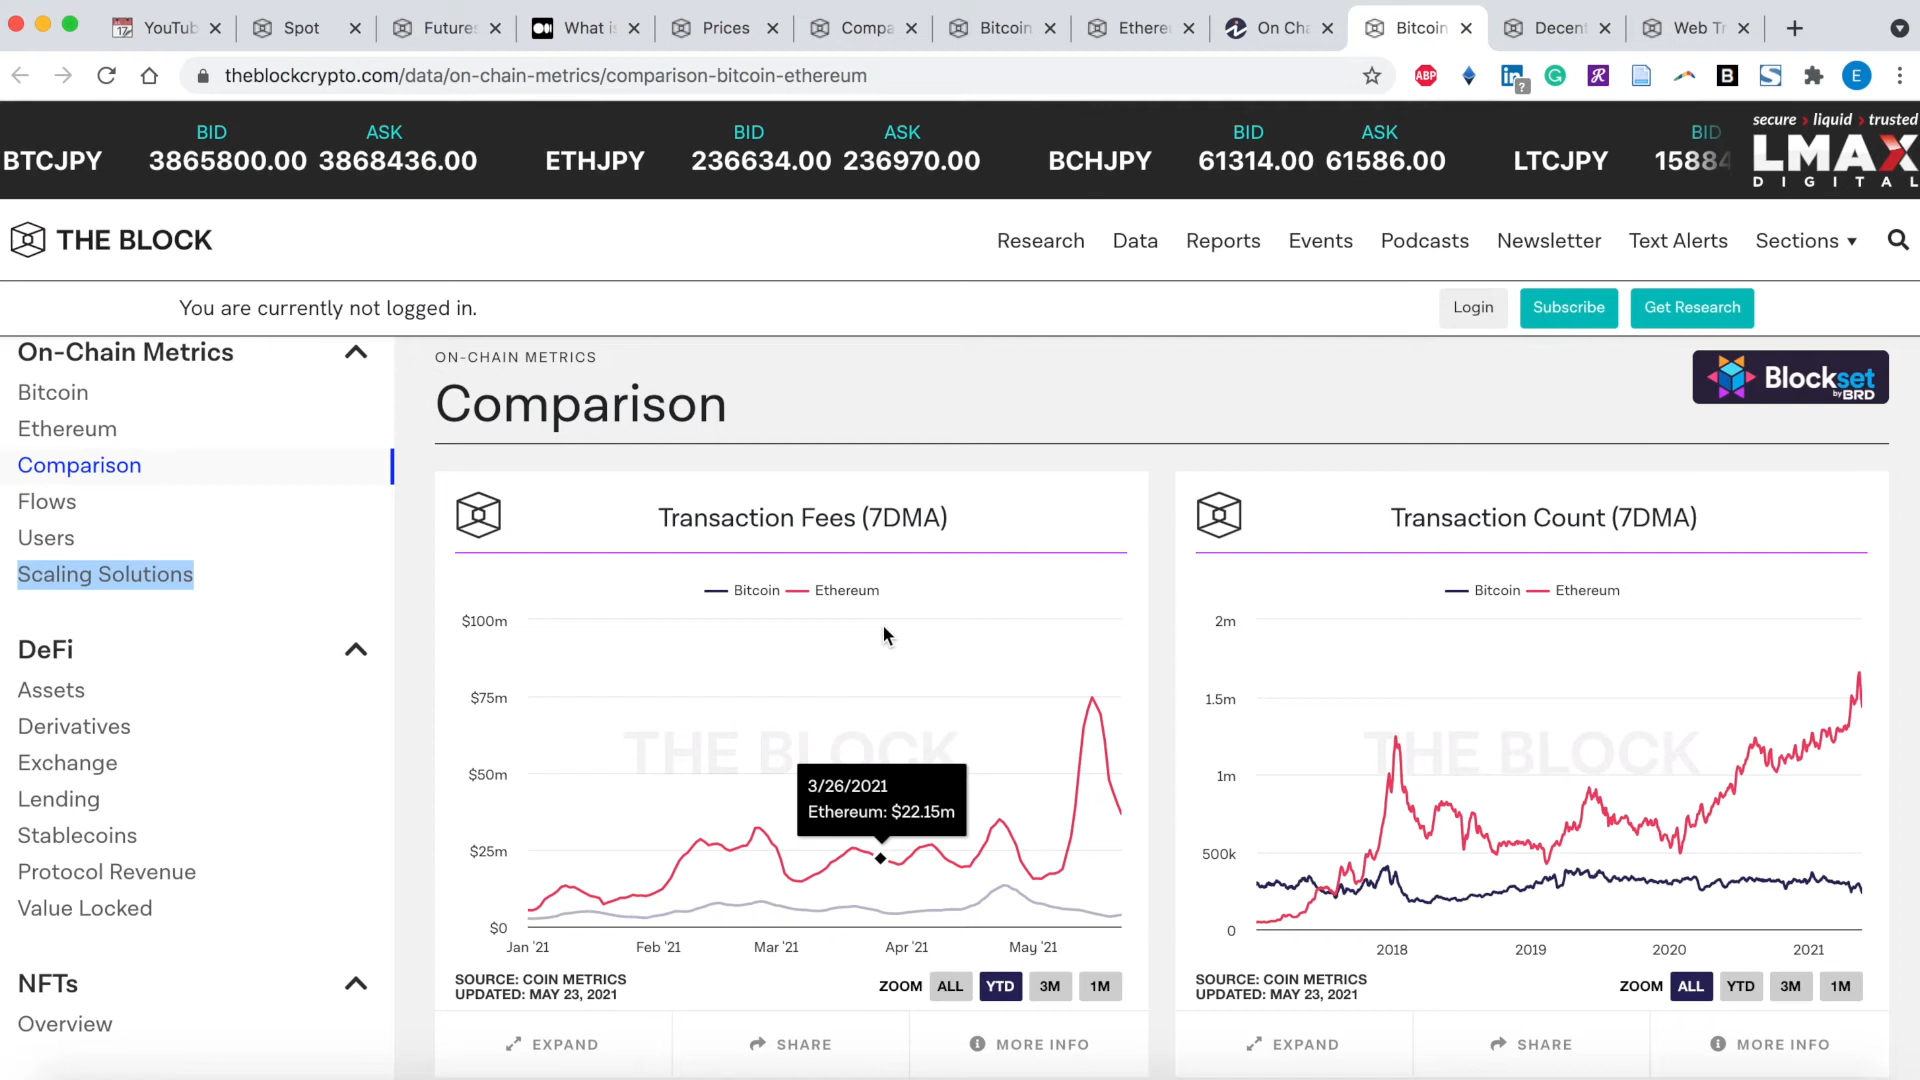 YouTub
Spot
Future
What is
Prices
Compa
Bitcoin
Ethere
On Cha
Bitcoin
Decent
Web Tr
theblockcrypto.com/data/on-chain-metrics/comparison-bitcoin-ethereum
ABP
in
?
G
R
B
S
E
BTCJPY BID 3865800.00 ASK 3868436.00
ETHJPY BID 236634.00 ASK 236970.00
BCHJPY BID 61314.00 ASK 61586.00
LTCJPY BID 15884
secure › liquid › trusted
LMAX
DIGITAL
THE BLOCK
Research Data Reports Events Podcasts Newsletter Text Alerts Sections ▾
You are currently not logged in.
Login
Subscribe
Get Research
On-Chain Metrics
Bitcoin
Ethereum
Comparison
Flows
Users
Scaling Solutions
DeFi
Assets
Derivatives
Exchange
Lending
Stablecoins
Protocol Revenue
Value Locked
NFTs
Overview
ON-CHAIN METRICS
Comparison
Blockset
by BRD
Transaction Fees (7DMA)
Bitcoin Ethereum
$100m
$75m
$50m
$25m
$0
THE BLOCK
3/26/2021
Ethereum: $22.15m
Jan '21 Feb '21 Mar '21 Apr '21 May '21
SOURCE: COIN METRICS
UPDATED: MAY 23, 2021
ZOOM ALL YTD 3M 1M
EXPAND SHARE MORE INFO
Transaction Count (7DMA)
Bitcoin Ethereum
2m
1.5m
1m
500k
0
THE BLOCK
2018 2019 2020 2021
SOURCE: COIN METRICS
UPDATED: MAY 23, 2021
ZOOM ALL YTD 3M 1M
EXPAND SHARE MORE INFO